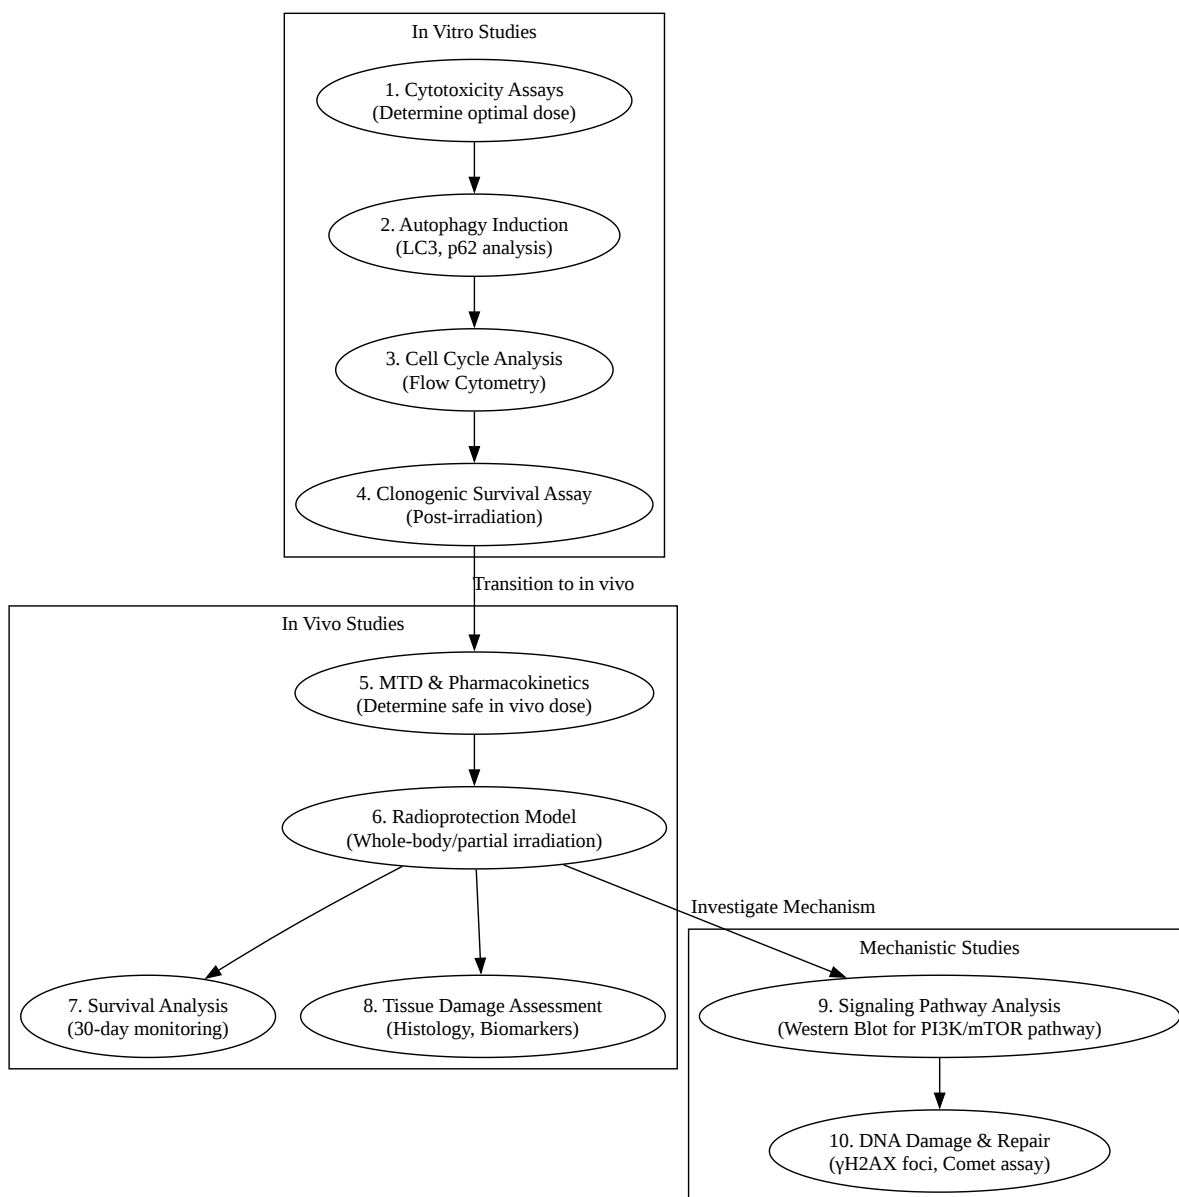 In Vitro Studies
1. Cytotoxicity Assays
(Determine optimal dose)
2. Autophagy Induction
(LC3, p62 analysis)
3. Cell Cycle Analysis
(Flow Cytometry)
4. Clonogenic Survival Assay
(Post-irradiation)
Transition to in vivo
In Vivo Studies
5. MTD & Pharmacokinetics
(Determine safe in vivo dose)
6. Radioprotection Model
(Whole-body/partial irradiation)
Investigate Mechanism
7. Survival Analysis
(30-day monitoring)
8. Tissue Damage Assessment
(Histology, Biomarkers)
Mechanistic Studies
9. Signaling Pathway Analysis
(Western Blot for PI3K/mTOR pathway)
10. DNA Damage & Repair
(γH2AX foci, Comet assay)